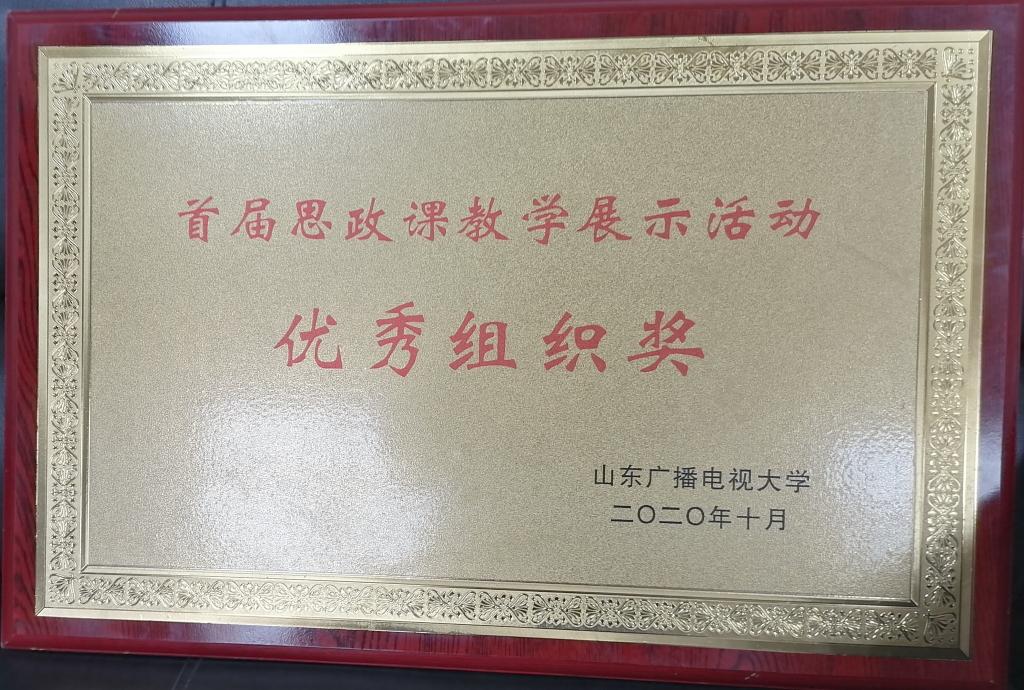 首届思政课教学展示活动
优秀组织奖
山东广播电视大学
二〇二〇年十月